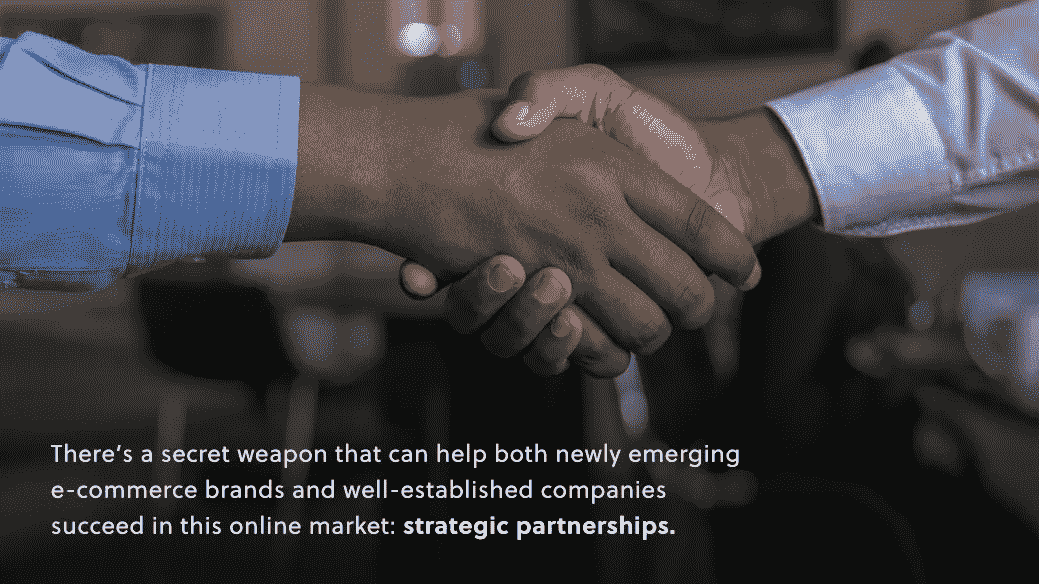 There's a secret weapon that can help both newly emerging
e-commerce brands and well-established companies
succeed in this online market: strategic partnerships.